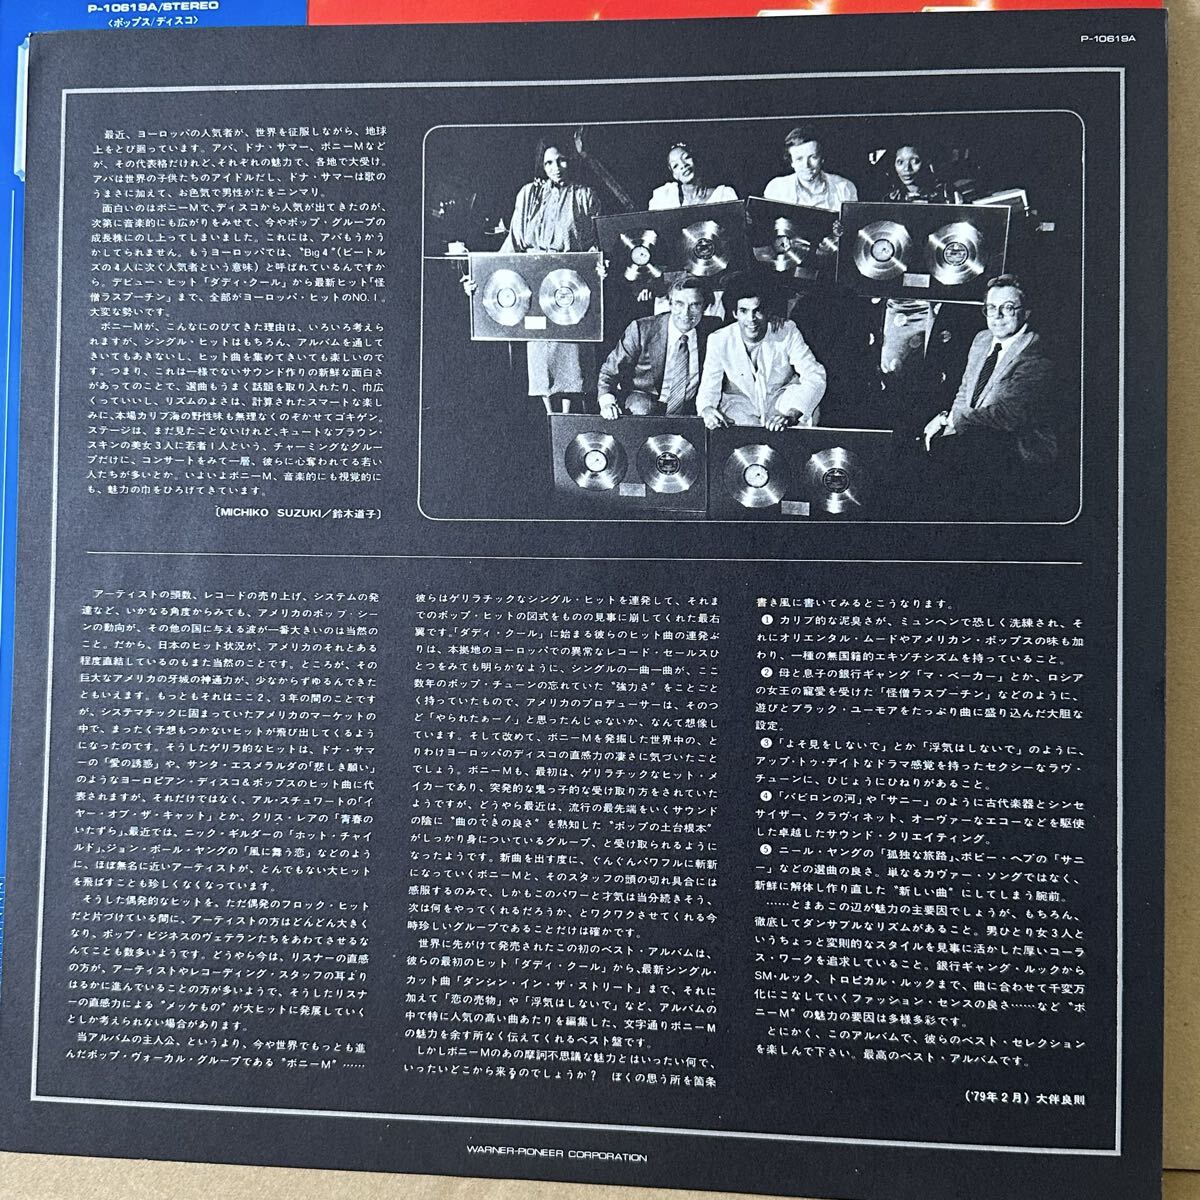 P-10619A/STEREO
〈ポップス/ディスコ〉
P-10619A
最近、ヨーロッパの人気者が、世界を征服しながら、地球
上をとび廻っています。アバ、ドナ・サマー、ボニーMなど
が、その代表格だけれど、それぞれの魅力で、各地で大受け。
アバは世界の子供たちのアイドルだし、ドナ・サマーは歌の
うまさに加えて、お色気で男性がたをニンマリ。
面白いのはボニーMで、ディスコから人気が出てきたのが、
次第に音楽的にも広がりをみせて、今やポップ・グループの
成長株にのし上ってしまいました。これには、アバもうかう
かしてられません。もうヨーロッパでは、“Big 4”(ビートル
ズの4人に次ぐ人気者という意味)と呼ばれているんですか
ら。デビュー・ヒット「ダディ・クール」から最新ヒット「怪
僧ラスプーチン」まで、全部がヨーロッパ・ヒットのNO.1。
大変な勢いです。
ボニーMが、こんなにのびてきた理由は、いろいろ考えら
れますが、シングル・ヒットはもちろん、アルバムを通して
きいてもあきないし、ヒット曲を集めてきいても楽しいので
す。つまり、これは一様でないサウンド作りの新鮮な面白さ
があってのことで、選曲もうまく話題を取り入れたり、巾広
くっていいし、リズムのよさは、計算されたスマートな楽し
みに、本場カリブ海の野性味も無理なくのぞかせてゴキゲン。
ステージは、まだ見たことないけれど、キュートなブラウン・
スキンの美女3人に若者1人という、チャーミングなグルー
プだけに、コンサートをみて一層、彼らに心奪われてる若い
人たちが多いとか。いよいよボニーM、音楽的にも視覚的に
も、魅力の巾をひろげてきています。
〔MICHIKO SUZUKI/鈴木道子〕
アーティストの頭数、レコードの売り上げ、システムの発
達など、いかなる角度からみても、アメリカのポップ・シー
ンの動向が、その他の国に与える波が一番大きいのは当然の
こと。だから、日本のヒット状況が、アメリカのそれとある
程度直結しているのもまた当然のことです。ところが、その
巨大なアメリカの牙城の神通力が、少なからずゆるんできた
ともいえます。もっともそれはここ2、3年の間のことです
が、システマチックに固まっていたアメリカのマーケットの
中で、まったく予想もつかないヒットが飛び出してくるよう
になったのです。そうしたゲリラ的なヒットは、ドナ・サマ
ーの「愛の誘惑」や、サンタ・エスメラルダの「悲しき願い」
のようなヨーロピアン・ディスコ＆ポップスのヒット曲に代
表されますが、それだけではなく、アル・スチュワートの「イ
ヤー・オブ・ザ・キャット」とか、クリス・レアの「青春の
いたずら」、最近では、ニック・ギルダーの「ホット・チャイ
ルド」、ジョン・ポール・ヤングの「風に舞う恋」などのよう
に、ほぼ無名に近いアーティストが、とんでもない大ヒット
を飛ばすことも珍しくなくなっています。
そうした偶発的なヒットを、ただ偶発のフロック・ヒット
だと片づけている間に、アーティストの方はどんどん大きく
なり、ポップ・ビジネスのヴェテランたちをあわてさせるな
んてことも数多いようです。どうやら今は、リスナーの直感
の方が、アーティストやレコーディング・スタッフの耳より
はるかに進んでいることの方が多いようで、そうしたリスナ
ーの直感力による“メッケもの”が大ヒットに発展していく
としか考えられない場合があります。
当アルバムの主人公、というより、今や世界でもっとも進
んだポップ・ヴォーカル・グループである“ボニーM”……
彼らはゲリラチックなシングル・ヒットを連発して、それま
でのポップ・ヒットの図式をものの見事に崩してくれた最右
翼です。「ダディ・クール」に始まる彼らのヒット曲の連発ぶ
りは、本拠地のヨーロッパでの異常なレコード・セールスひ
とつをみても明らかなように、シングルの一曲一曲が、ここ
数年のポップ・チューンの忘れていた“強力さ”をことごと
く持っていたもので、アメリカのプロデューサーは、そのつ
ど「やられたぁー/」と思ったんじゃないか、なんて想像し
ています。そして改めて、ボニーMを発掘した世界中の、と
りわけヨーロッパのディスコの直感力の凄さに気づいたこと
でしょう。ボニーMも、最初は、ゲリラチックなヒット・メ
イカーであり、突発的な鬼っ子的な受け取り方をされていた
ようですが、どうやら最近は、流行の最先端をいくサウンド
の陰に“曲のできの良さ”を熟知した“ポップの土台根本”
がしっかり身についているグループ、と受け取られるように
なったようです。新曲を出す度に、ぐんぐんパワフルに斬新
になっていくボニーMと、そのスタッフの頭の切れ具合には
感服するのみで、しかもこのパワーと才気は当分続きそう、
次は何をやってくれるだろうか、とワクワクさせてくれる今
時珍しいグループであることだけは確かです。
世界に先がけて発売されたこの初のベスト・アルバムは、
彼らの最初のヒット「ダディ・クール」から、最新シングル・
カット曲「ダンシン・イン・ザ・ストリート」まで、それに
加えて「恋の売物」や「浮気はしないで」など、アルバムの
中で特に人気の高い曲あたりを編集した、文字通りボニーM
の魅力を余す所なく伝えてくれるベスト盤です。
しかしボニーMのあの摩訶不思議な魅力とはいったい何で、
いったいどこから来るのでしょうか？ ぼくの思う所を箇条
書き風に書いてみるとこうなります。
❶ カリブ的な泥臭さが、ミュンヘンで恐しく洗練され、そ
れにオリエンタル・ムードやアメリカン・ポップスの味も加
わり、一種の無国籍的エキゾチシズムを持っていること。
❷ 母と息子の銀行ギャング「マ・ベーカー」とか、ロシア
の女王の寵愛を受けた「怪僧ラスプーチン」などのように、
遊びとブラック・ユーモアをたっぷり曲に盛り込んだ大胆な
設定。
❸ 「よそ見をしないで」とか「浮気はしないで」のように、
アップ・トゥ・デイトなドラマ感覚を持ったセクシーなラヴ・
チューンに、ひじょうにひねりがあること。
❹ 「バビロンの河」や「サニー」のように古代楽器とシンセ
サイザー、クラヴィネット、オーヴァーなエコーなどを駆使
した卓越したサウンド・クリエイティング。
❺ ニール・ヤングの「孤独な旅路」、ボビー・ヘブの「サニ
ー」などの選曲の良さ。単なるカヴァー・ソングではなく、
新鮮に解体し作り直した“新しい曲”にしてしまう腕前。
……とまあこの辺が魅力の主要因でしょうが、もちろん、
徹底してダンサブルなリズムがあること。男ひとり女3人と
いうちょっと変則的なスタイルを見事に活かした厚いコーラ
ス・ワークを追求していること。銀行ギャング・ルックから
SM・ルック、トロピカル・ルックまで、曲に合わせて千変万
化にこなしていくファッション・センスの良さ……など“ボ
ニーM”の魅力の要因は多様多彩です。
とにかく、このアルバムで、彼らのベスト・セレクション
を楽しんで下さい。最高のベスト・アルバムです。
('79年2月) 大伴良則
WARNER-PIONEER CORPORATION